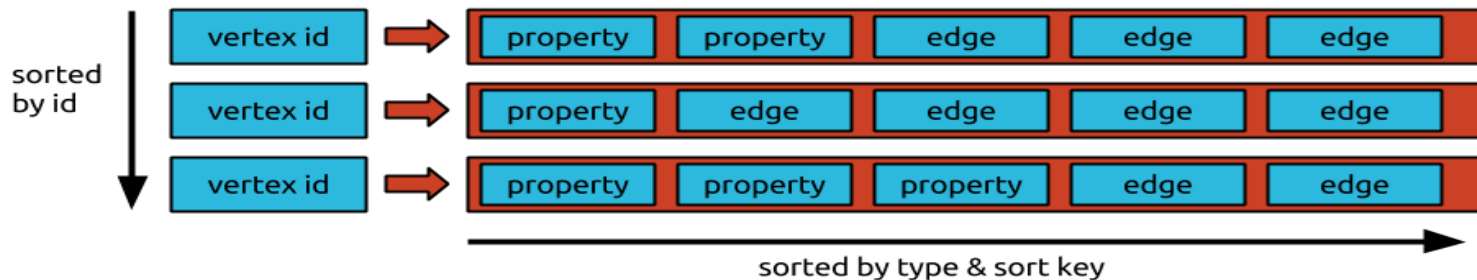 vertex id property property edge edge edge
sorted
by id
vertex id property edge edge edge edge
vertex id property property property edge edge
sorted by type & sort key